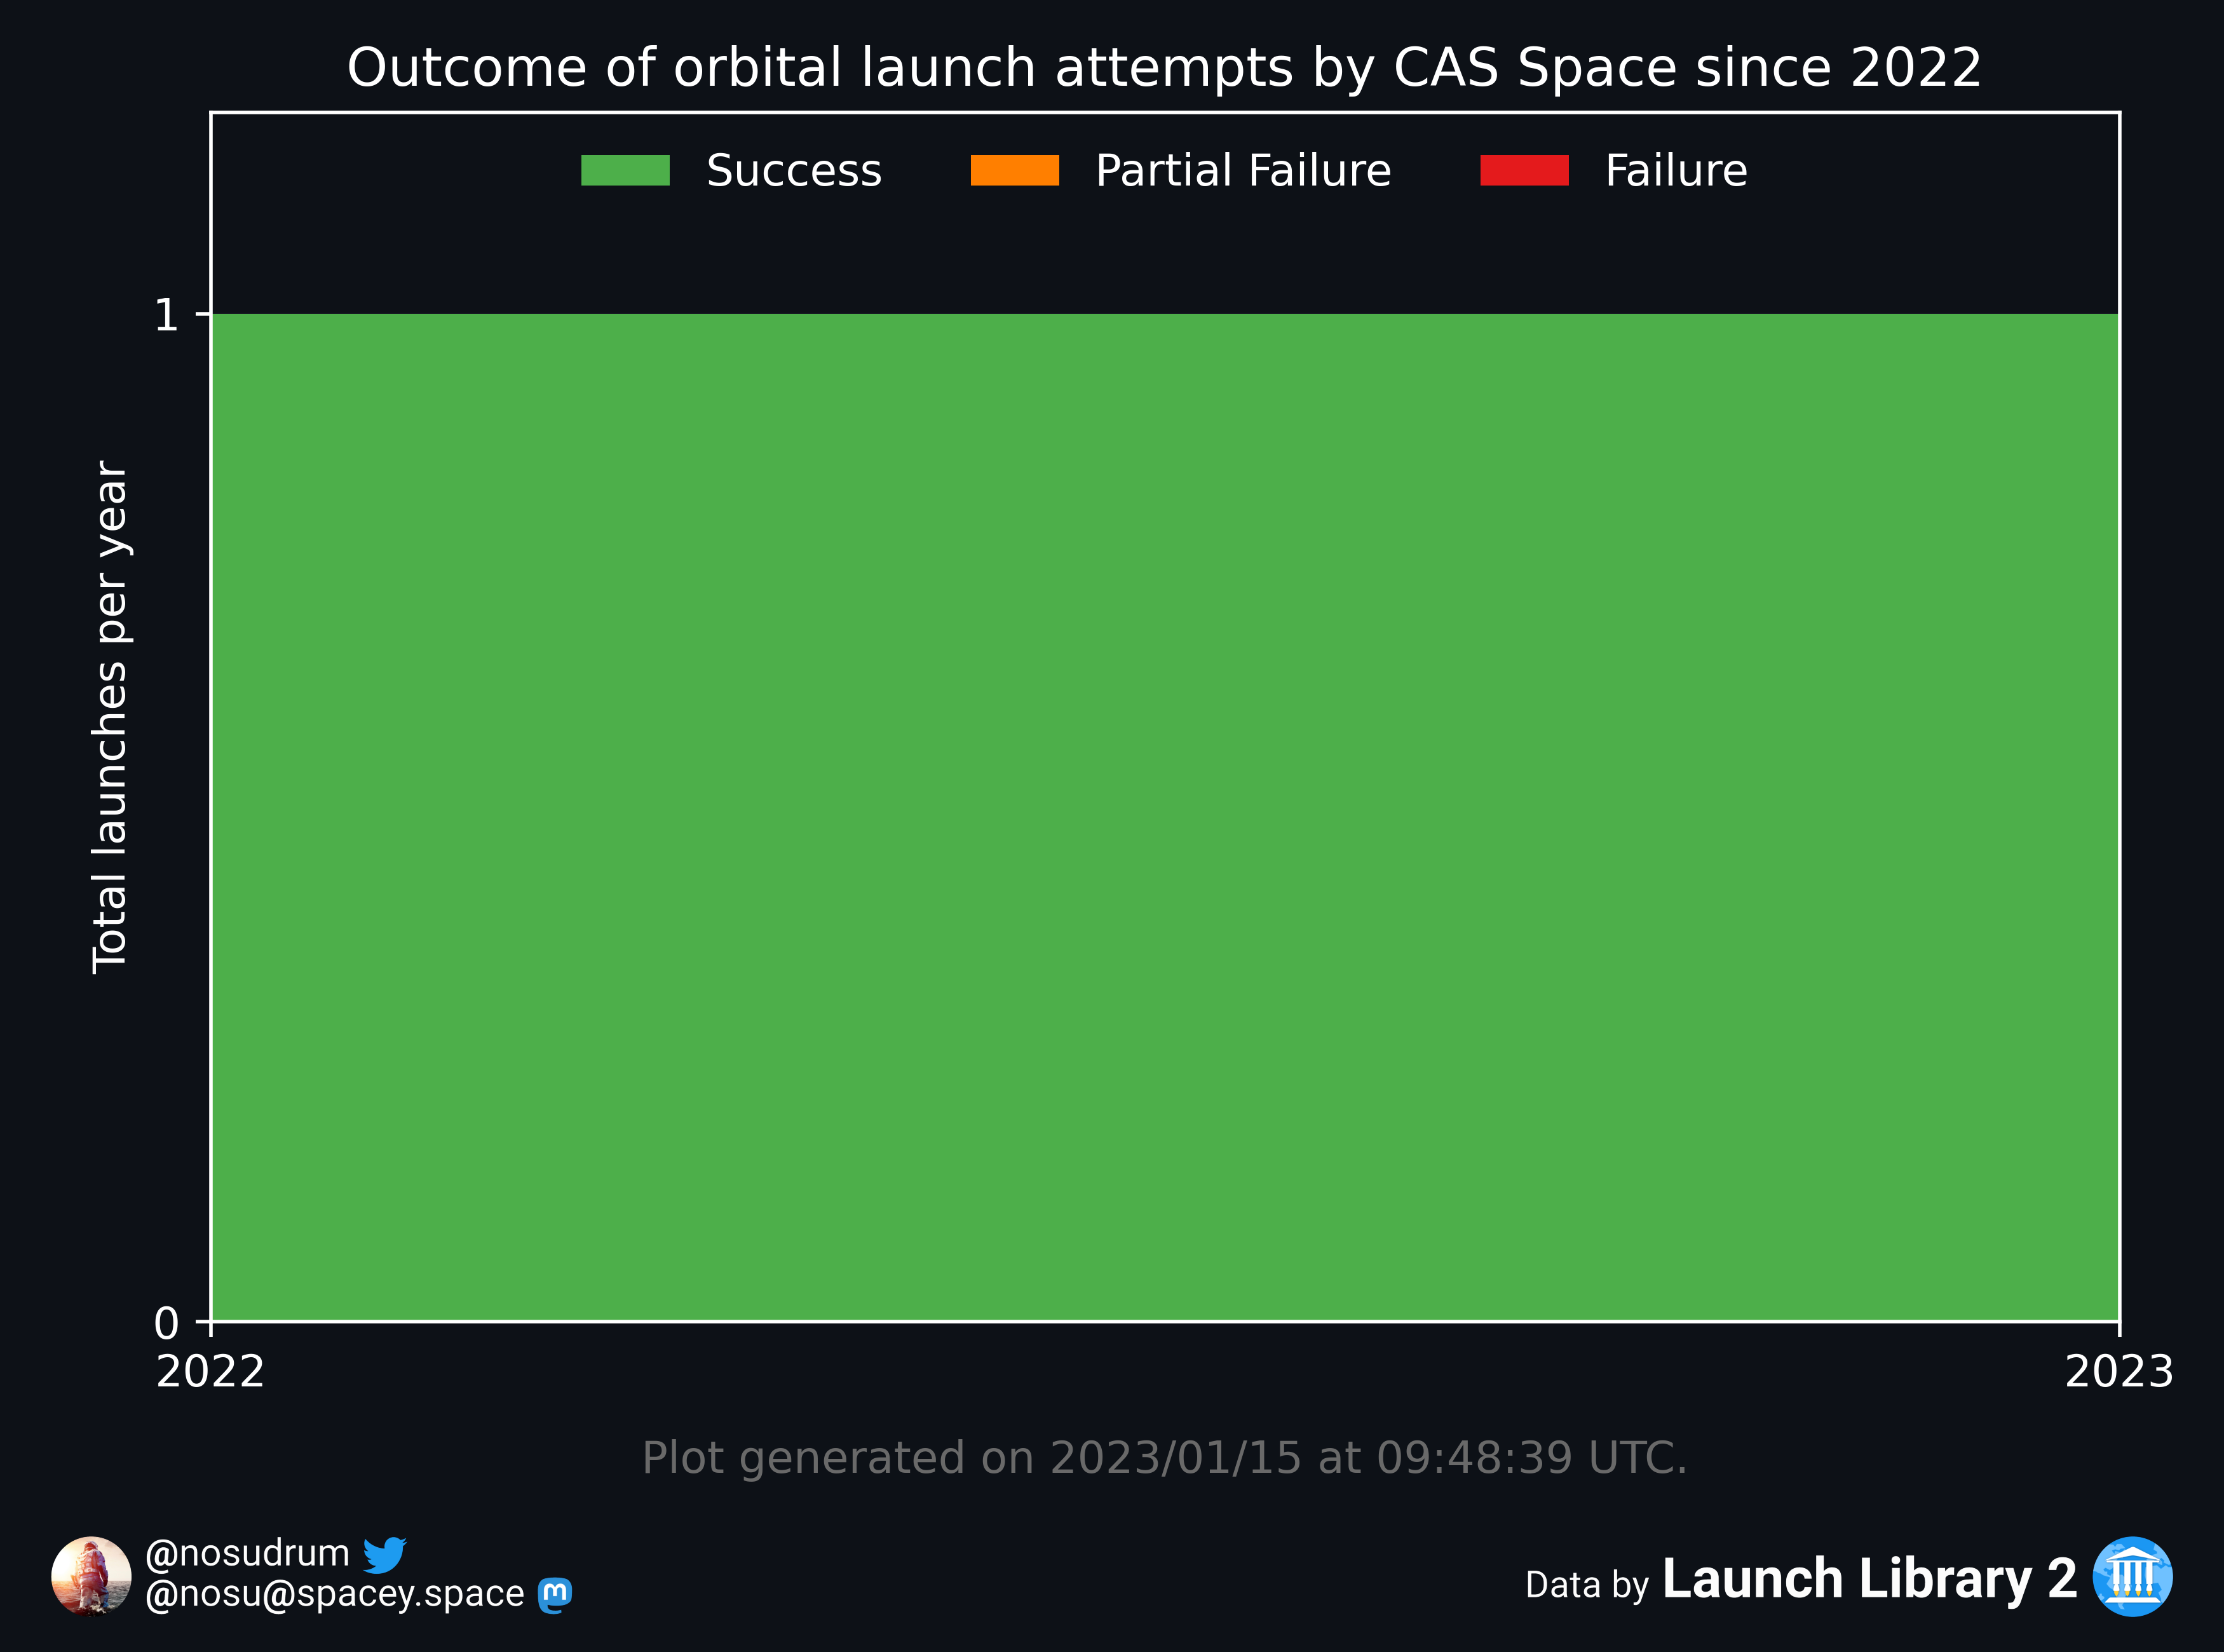 Outcome of orbital launch attempts by CAS Space since 2022
Success Partial Failure Failure
Total launches per year
1
0
2022 2023
Plot generated on 2023/01/15 at 09:48:39 UTC.
@nosudrum
@nosu@spacey.space
Data by Launch Library 2